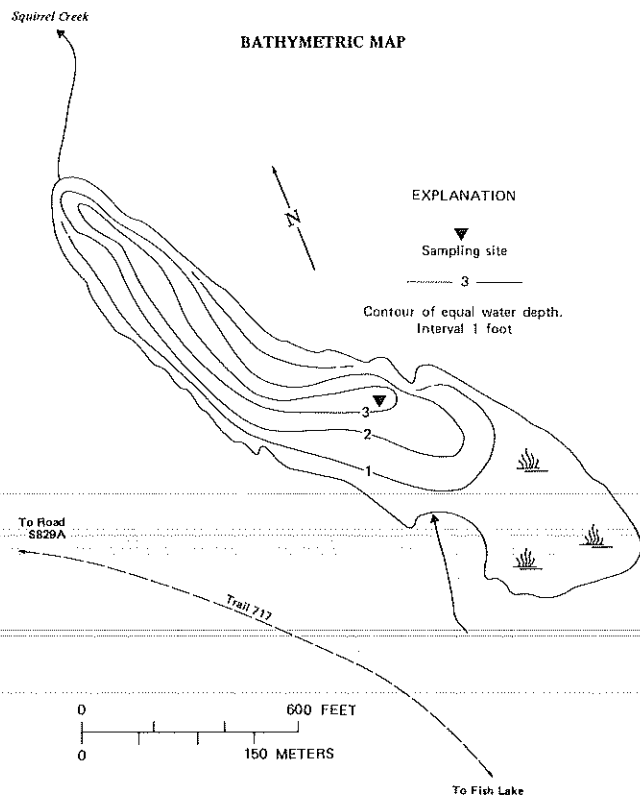 Squirrel Creek
BATHYMETRIC MAP
N
EXPLANATION
Sampling site
3
Contour of equal water depth.
Interval 1 foot
3
2
1
To Road
S829A
Trail 717
0 600 FEET
0 150 METERS
To Fish Lake